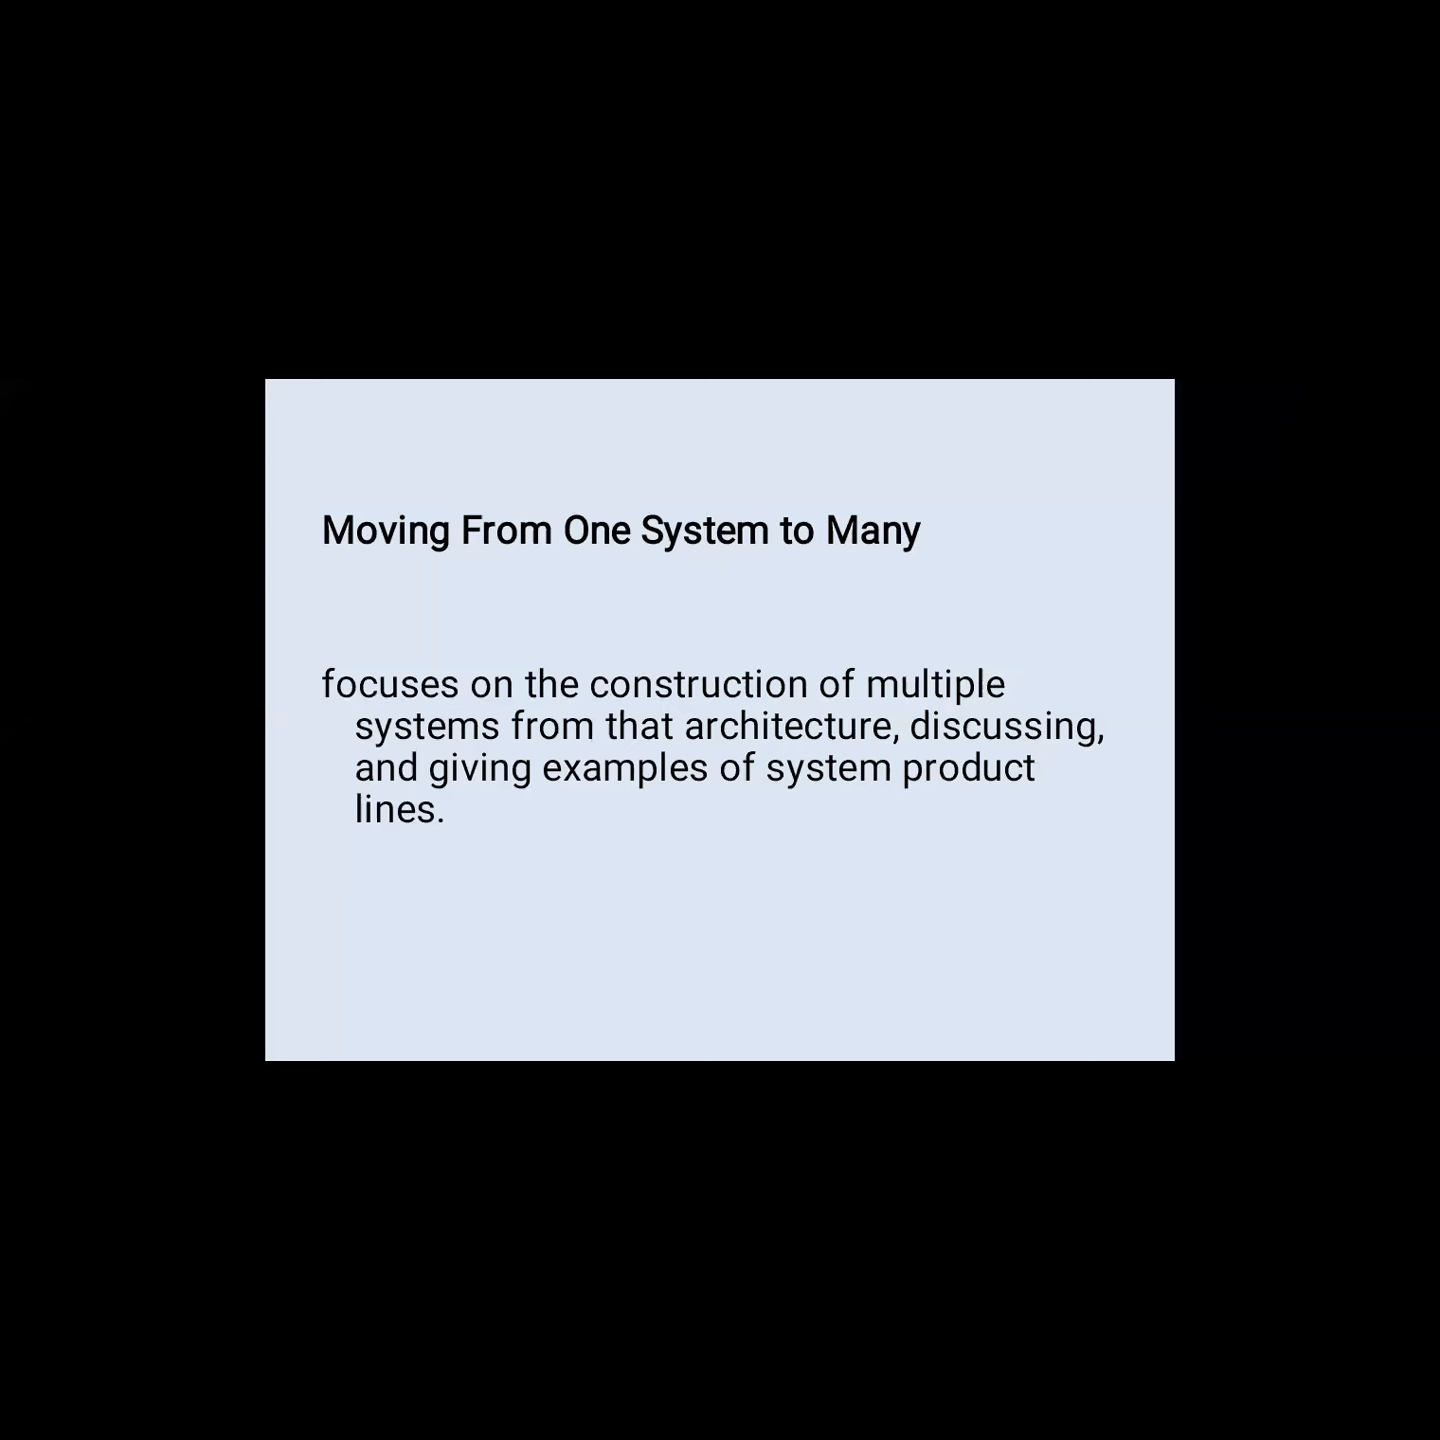 Moving From One System to Many
focuses on the construction of multiple
systems from that architecture, discussing,
and giving examples of system product
lines.